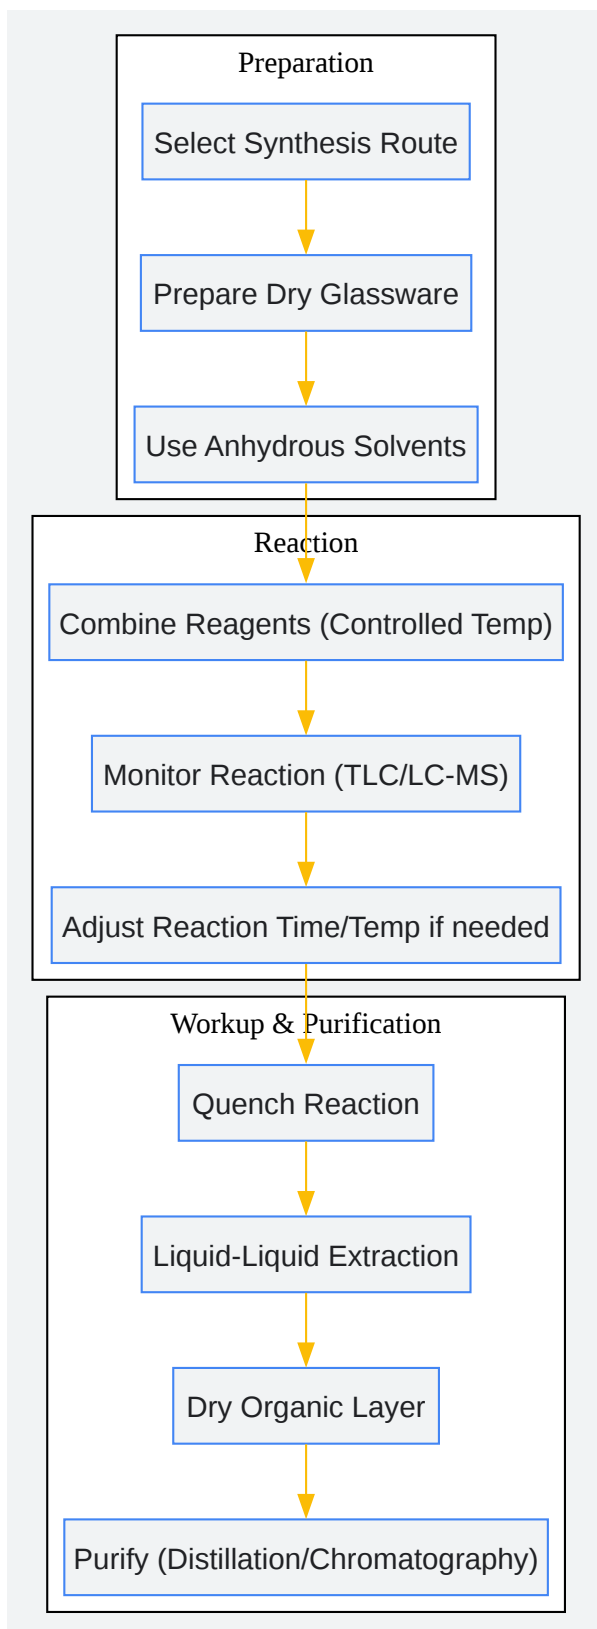 Preparation
Select Synthesis Route
Prepare Dry Glassware
Use Anhydrous Solvents
Reaction
Combine Reagents (Controlled Temp)
Monitor Reaction (TLC/LC-MS)
Adjust Reaction Time/Temp if needed
Workup & Purification
Quench Reaction
Liquid-Liquid Extraction
Dry Organic Layer
Purify (Distillation/Chromatography)